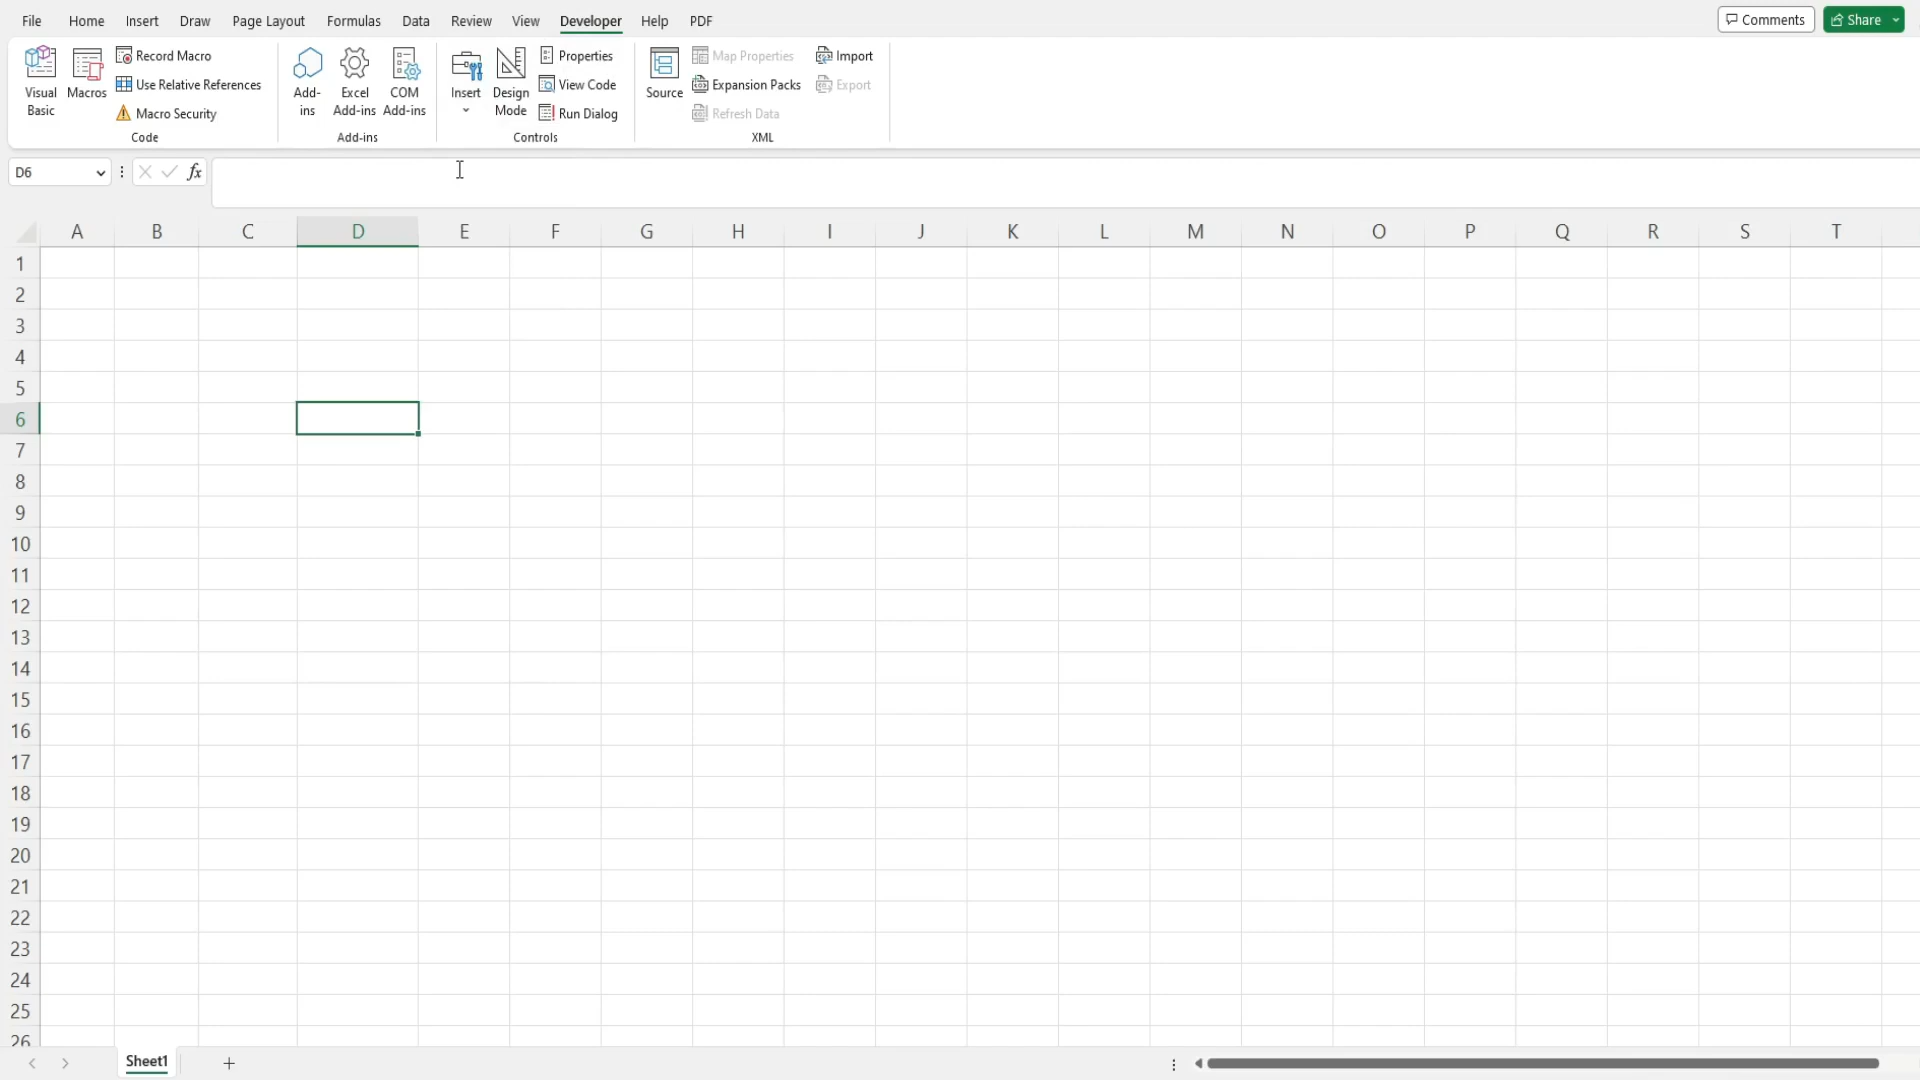 File Home Insert Draw Page Layout Formulas Data Review View Developer Help PDF Comments Share
Visual Basic
Macros
Record Macro
Use Relative References
Macro Security
Code
Add-ins
Excel Add-ins
COM Add-ins
Add-ins
Insert
Design Mode
Properties
View Code
Run Dialog
Controls
Source
Map Properties
Expansion Packs
Refresh Data
Import
Export
XML
D6 fx
A B C D E F G H I J K L M N O P Q R S T
1
2
3
4
5
6
7
8
9
10
11
12
13
14
15
16
17
18
19
20
21
22
23
24
25
26
Sheet1 +